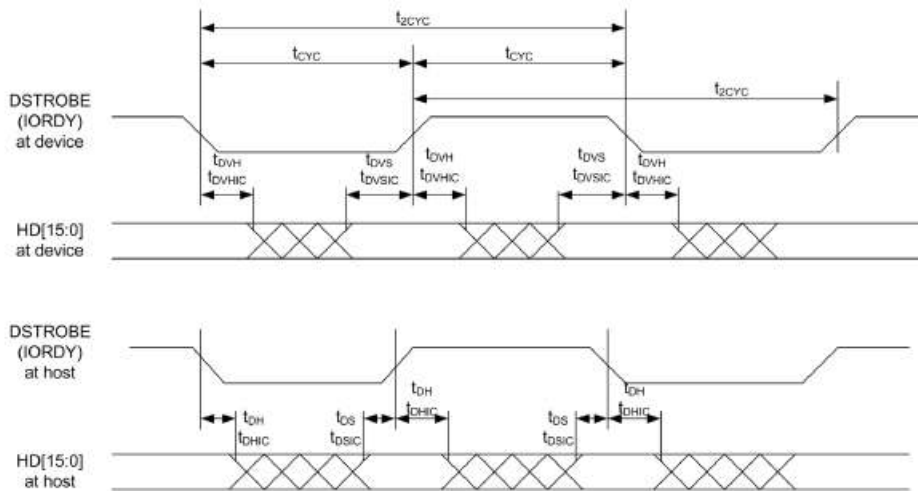 t2CYC
tCYC tCYC
t2CYC
DSTROBE
(IORDY)
at device
tDVH tDVS tDVH tDVS tDVH
tDVHIC tDVSIC tDVHIC tDVSIC tDVHIC
HD[15:0]
at device
DSTROBE
(IORDY)
at host
tDH tDH
tDH tDS tDHIC tDS tDHIC
tDHIC tDSIC tDSIC
HD[15:0]
at host